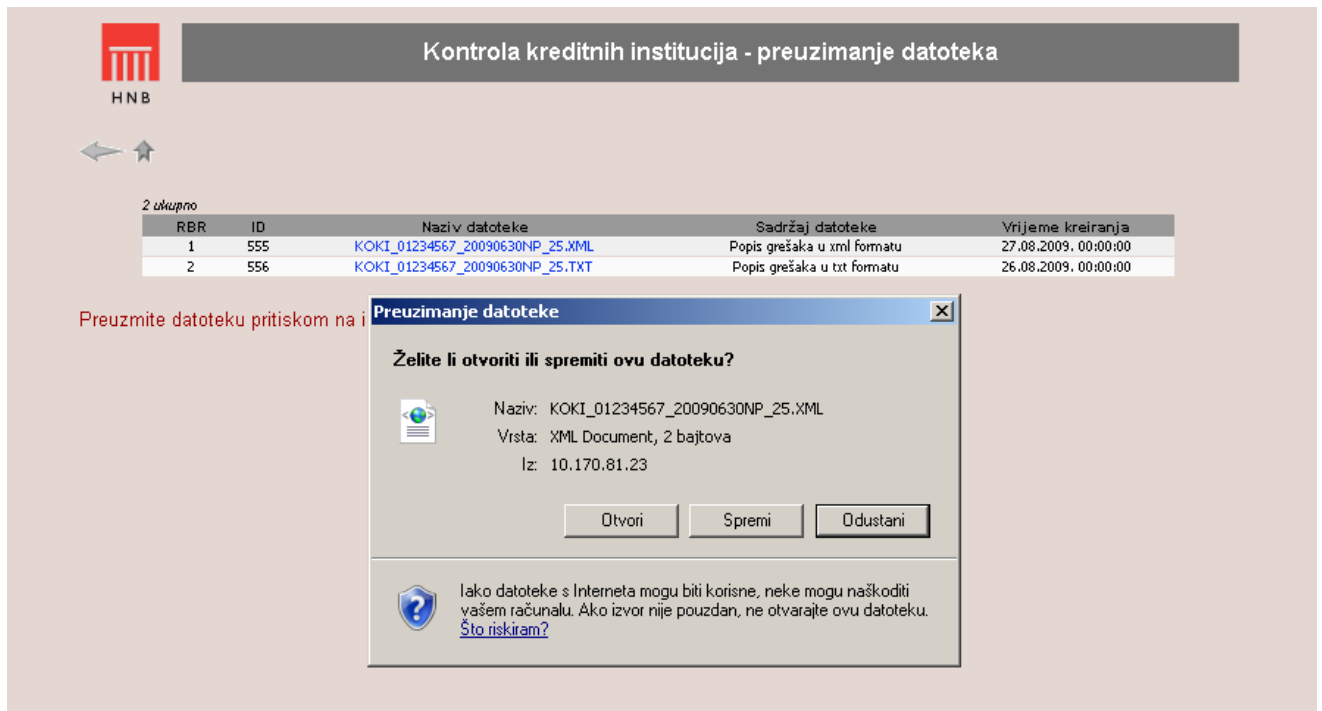 Kontrola kreditnih institucija - preuzimanje datoteka
HNB
2 ukupno
RBR ID Naziv datoteke Sadržaj datoteke Vrijeme kreiranja
1 555 KOKI_01234567_20090630NP_25.XML Popis grešaka u xml formatu 27.08.2009. 00:00:00
2 556 KOKI_01234567_20090630NP_25.TXT Popis grešaka u txt formatu 26.08.2009. 00:00:00
Preuzmite datoteku pritiskom na i
Preuzimanje datoteke
Želite li otvoriti ili spremiti ovu datoteku?
Naziv: KOKI_01234567_20090630NP_25.XML
Vrsta: XML Document, 2 bajtova
Iz: 10.170.81.23
Otvori Spremi Odustani
Iako datoteke s Interneta mogu biti korisne, neke mogu naškoditi
vašem računalu. Ako izvor nije pouzdan, ne otvarajte ovu datoteku.
Što riskiram?